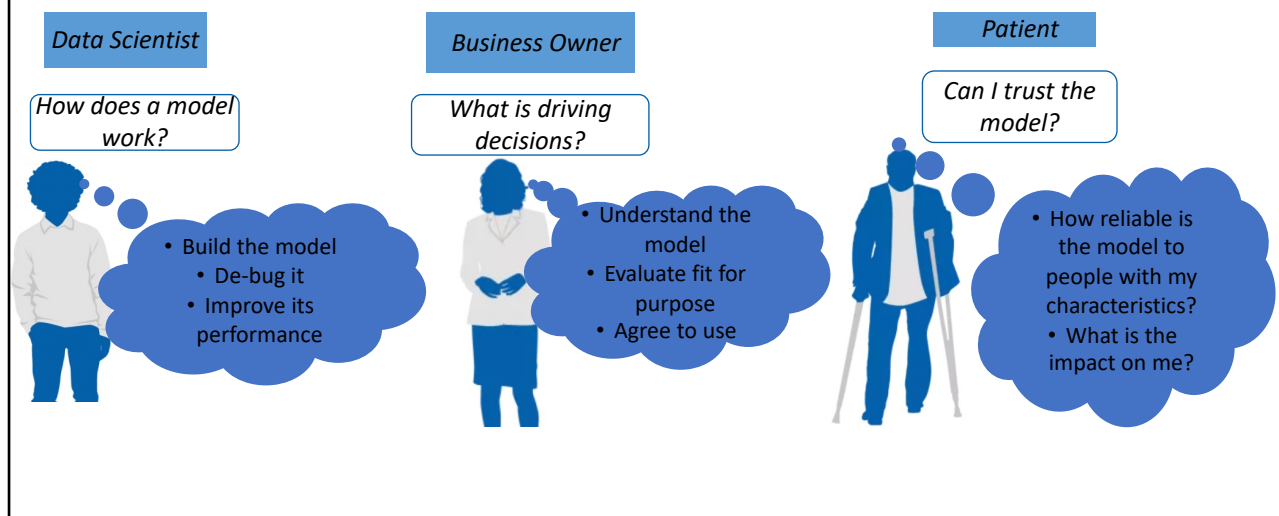 Data Scientist
How does a model
work?
• Build the model
• De-bug it
• Improve its
performance
Business Owner
What is driving
decisions?
• Understand the
model
• Evaluate fit for
purpose
• Agree to use
Patient
Can I trust the
model?
• How reliable is
the model to
people with my
characteristics?
• What is the
impact on me?